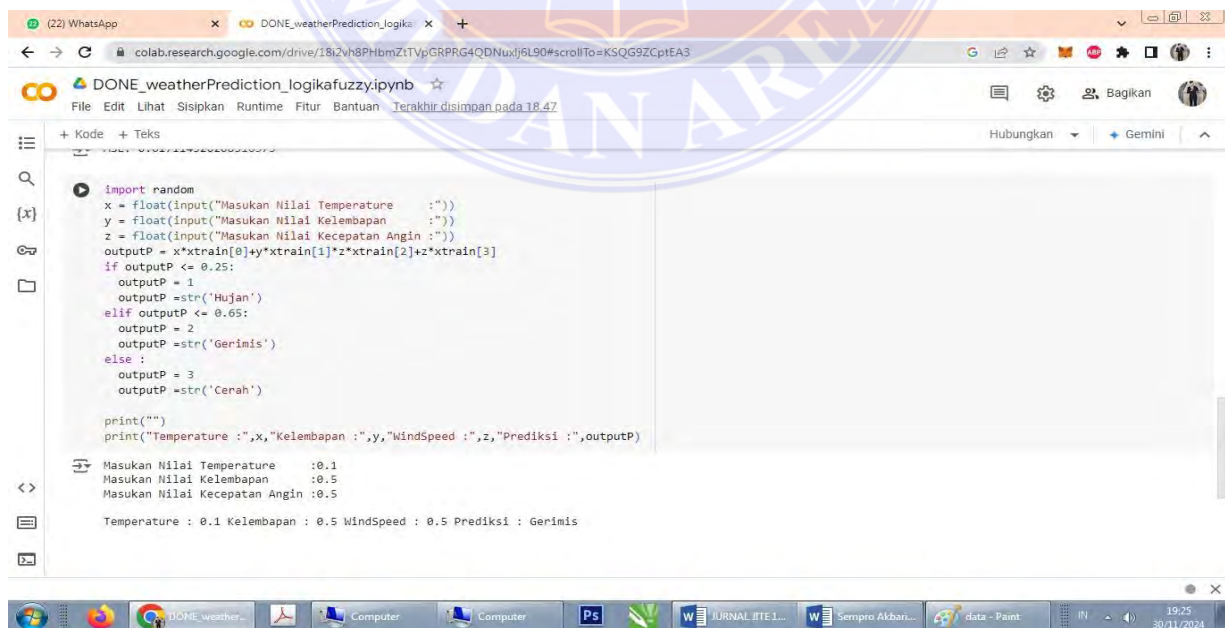 (22) WhatsApp
DONE_weatherPrediction_logika
colab.research.google.com/drive/18i2vh8PHbmZtTVpGRPRG4QDNuxlj6L90#scrollTo=KSQG9ZCptEA3
DAN AREA
DONE_weatherPrediction_logikafuzzy.ipynb
File Edit Lihat Sisipkan Runtime Fitur Bantuan Terakhir disimpan pada 18.47
Bagikan
+ Kode + Teks
Hubungkan
Gemini
import random
x = float(input("Masukan Nilai Temperature :"))
y = float(input("Masukan Nilai Kelembapan :"))
z = float(input("Masukan Nilai Kecepatan Angin :"))
outputP = x*xtrain[0]+y*xtrain[1]*z*xtrain[2]+z*xtrain[3]
if outputP <= 0.25:
outputP = 1
outputP =str('Hujan')
elif outputP <= 0.65:
outputP = 2
outputP =str('Gerimis')
else :
outputP = 3
outputP =str('Cerah')
print("")
print("Temperature :",x,"Kelembapan :",y,"WindSpeed :",z,"Prediksi :",outputP)
Masukan Nilai Temperature :0.1
Masukan Nilai Kelembapan :0.5
Masukan Nilai Kecepatan Angin :0.5
Temperature : 0.1 Kelembapan : 0.5 WindSpeed : 0.5 Prediksi : Gerimis
DONE_weather...
Computer
Computer
Ps
JURNAL JITE 1...
Sempro Akbari...
data - Paint
IN
19:25
30/11/2024